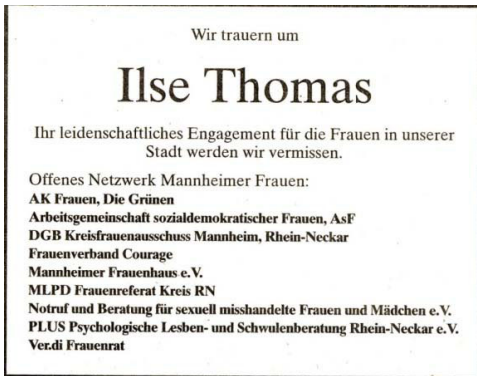 Wir trauern um
Ilse Thomas
Ihr leidenschaftliches Engagement für die Frauen in unserer
Stadt werden wir vermissen.
Offenes Netzwerk Mannheimer Frauen:
AK Frauen, Die Grünen
Arbeitsgemeinschaft sozialdemokratischer Frauen, AsF
DGB Kreisfrauenausschuss Mannheim, Rhein-Neckar
Frauenverband Courage
Mannheimer Frauenhaus e.V.
MLPD Frauenreferat Kreis RN
Notruf und Beratung für sexuell misshandelte Frauen und Mädchen e.V.
PLUS Psychologische Lesben- und Schwulenberatung Rhein-Neckar e.V.
Ver.di Frauenrat